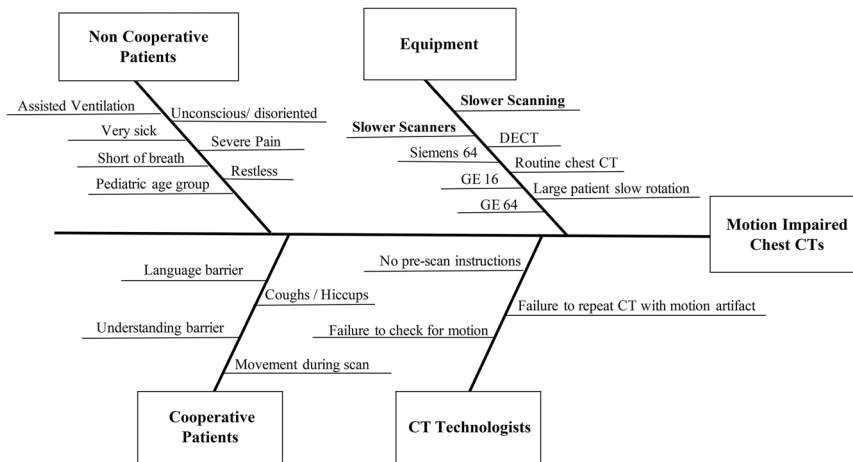 Non Cooperative
Patients
Equipment
Assisted Ventilation
Unconscious/ disoriented
Very sick
Severe Pain
Short of breath
Restless
Pediatric age group
Slower Scanning
Slower Scanners
DECT
Siemens 64
Routine chest CT
GE 16
Large patient slow rotation
GE 64
Motion Impaired
Chest CTs
Language barrier
Coughs / Hiccups
Understanding barrier
Movement during scan
No pre-scan instructions
Failure to repeat CT with motion artifact
Failure to check for motion
Cooperative
Patients
CT Technologists